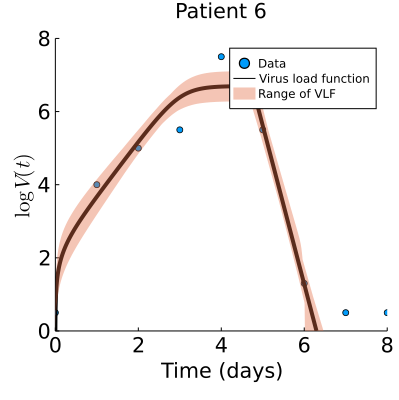 Patient 6
log V(t)
8
6
4
2
0
Data
Virus load function
Range of VLF
0 2 4 6 8
Time (days)